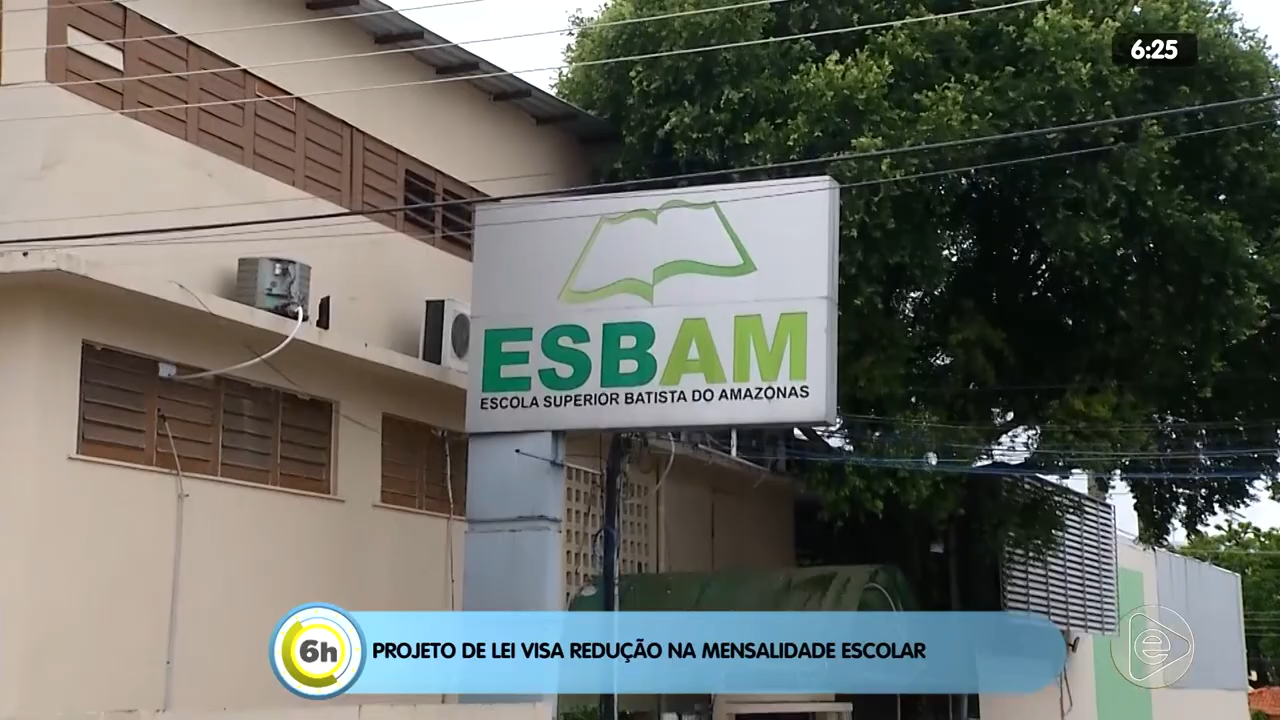 6:25
ESBAM
ESCOLA SUPERIOR BATISTA DO AMAZONAS
6h PROJETO DE LEI VISA REDUÇÃO NA MENSALIDADE ESCOLAR
e